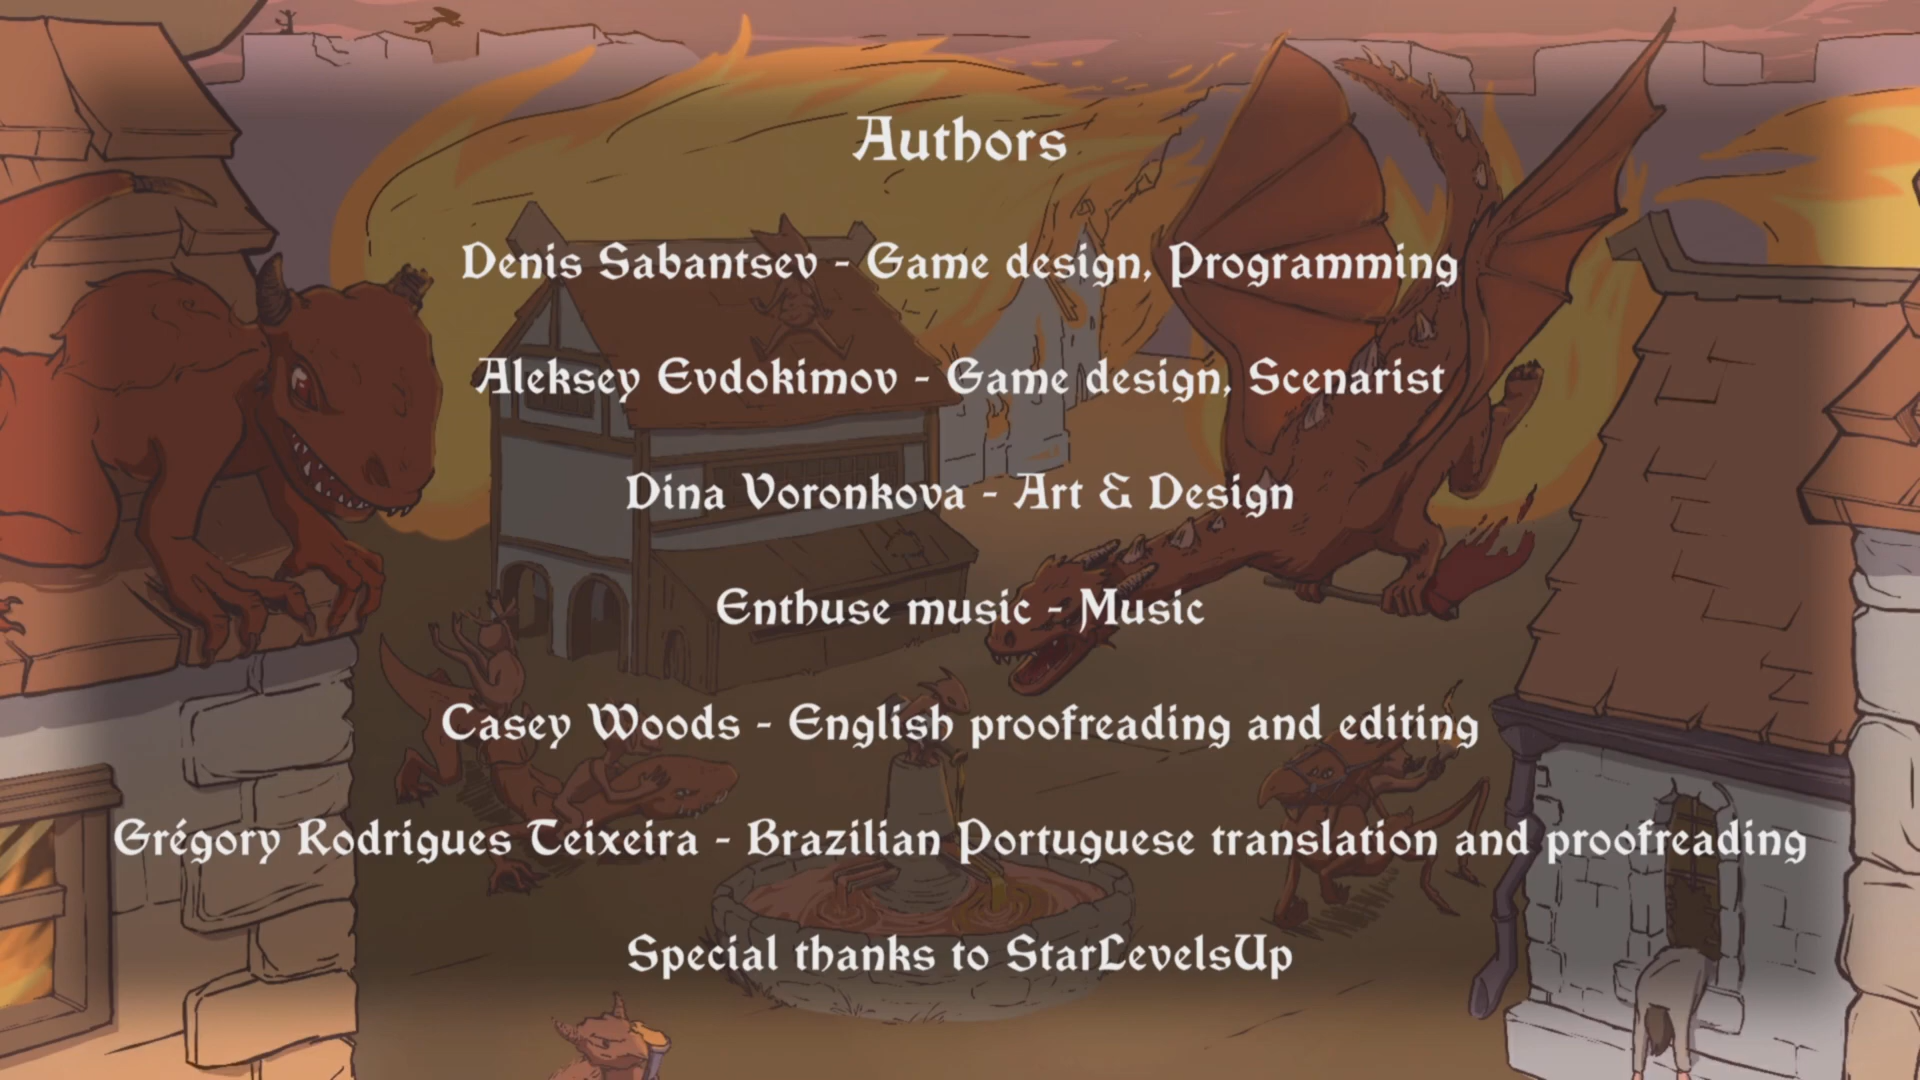 Authors
Denis Sabantsev - Game design, Programming
Aleksey Evdokimov - Game design, Scenarist
Dina Voronkova - Art & Design
Enthuse music - Music
Casey Woods - English proofreading and editing
Grégory Rodrigues Teixeira - Brazilian Portuguese translation and proofreading
Special thanks to StarLevelsUp